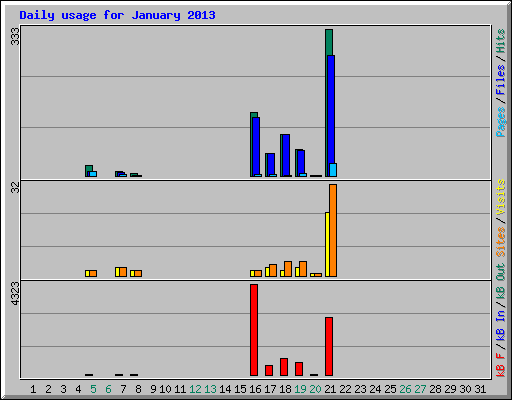 Daily usage for January 2013
333
32
4323
Pages / Files / Hits
Sites / Visits
kB F / kB In / kB Out
1 2 3 4 5 6 7 8 9 10 11 12 13 14 15 16 17 18 19 20 21 22 23 24 25 26 27 28 29 30 31